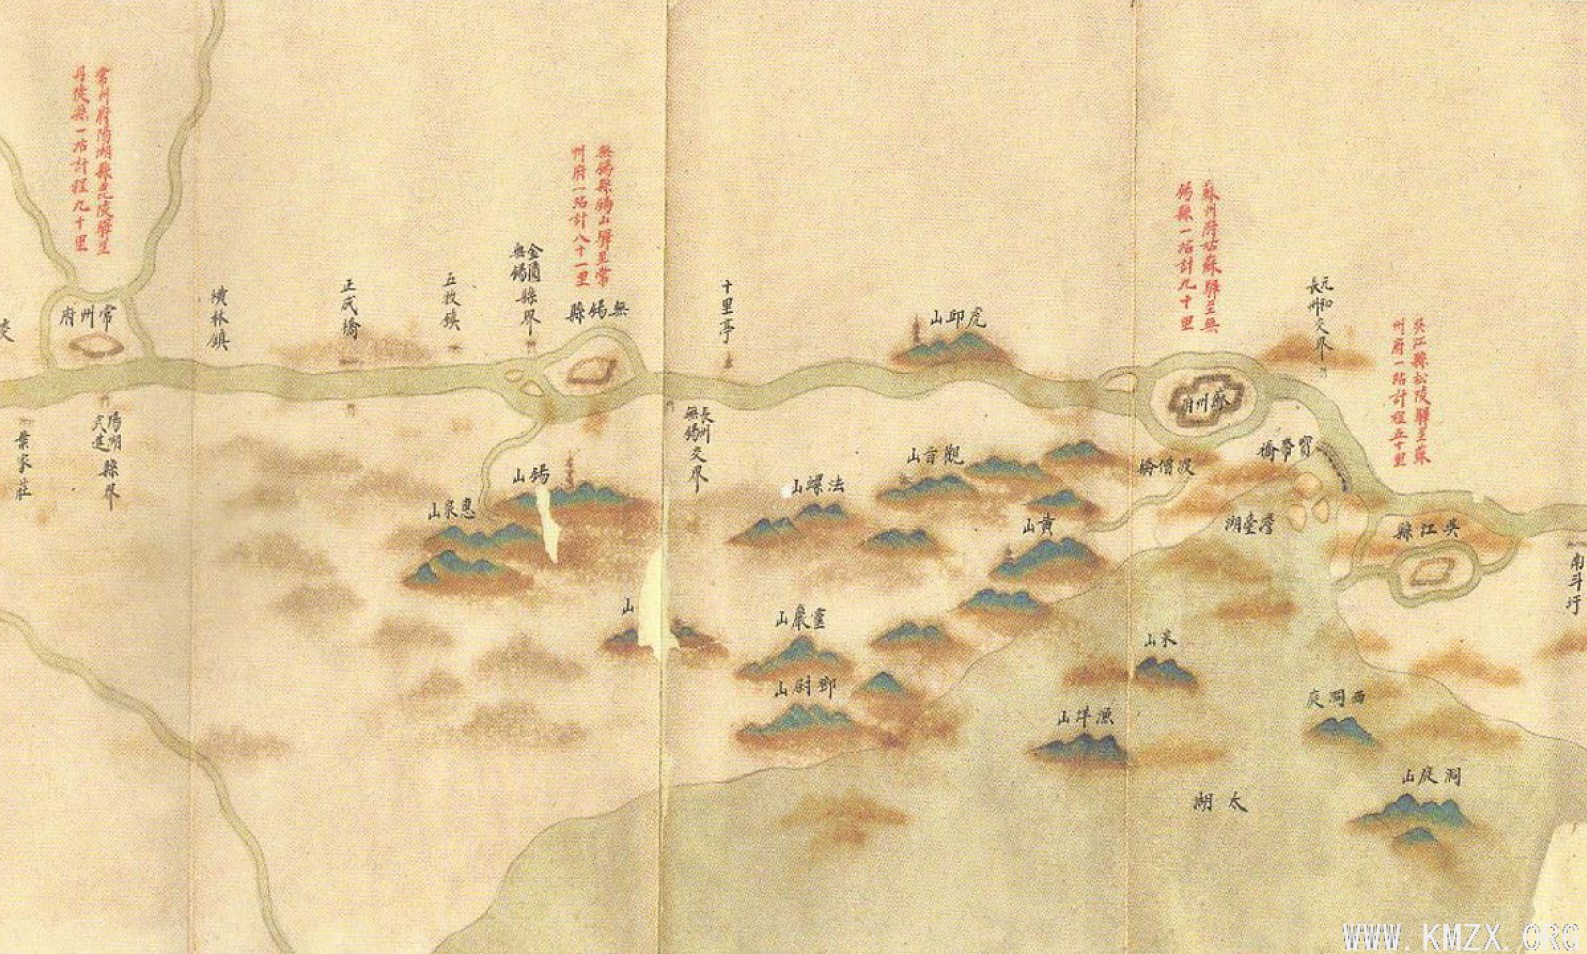 吳江縣松陵驛至蘇
州府一站計程五十里
元和
長洲
交界
蘇州府姑蘇驛至無
錫縣一站計九十里
無錫縣錫山驛至常
州府一站計八十一里
常州府陽湖縣毘陵驛至
丹陵縣一站計程九十里
虎邱山
十里亭
無錫縣
金匱
無錫
縣界
五牧鎮
正成橋
橫林鎮
常州府
陵
蘇州府
長洲
無錫
交界
陽湖
武進
縣界
葉家莊
寶帶橋
吳江縣
南斗圩
澹臺湖
觀音山
法螺山
錫山
惠泉山
黃山
山
靈巖山
鄧尉山
米山
漁洋山
西洞庭
洞庭山
太湖
WWW.KMZX.ORG